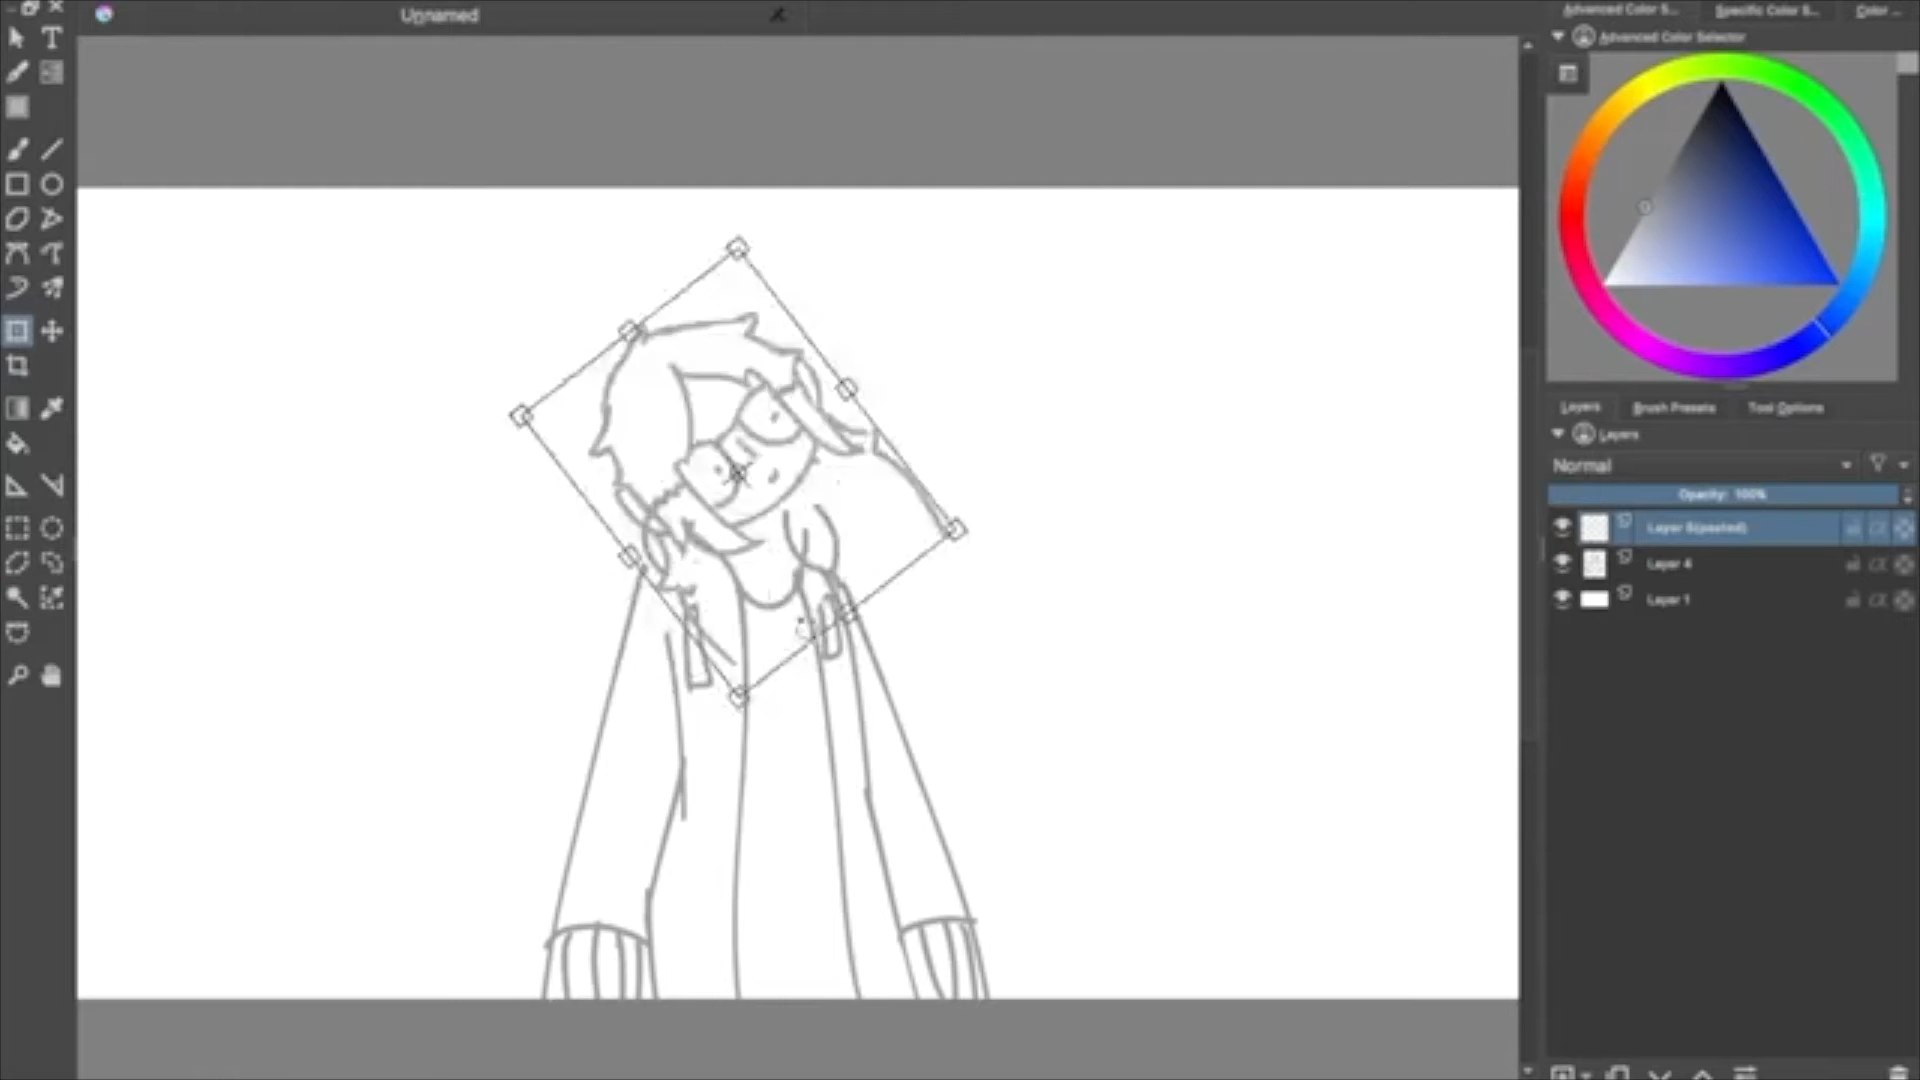 Unnamed
Advanced Color S...
Specific Color S...
Color ...
Advanced Color Selector
Layers
Brush Presets
Tool Options
Layers
Normal
Opacity: 100%
Layer 5(pasted)
Layer 4
Layer 1